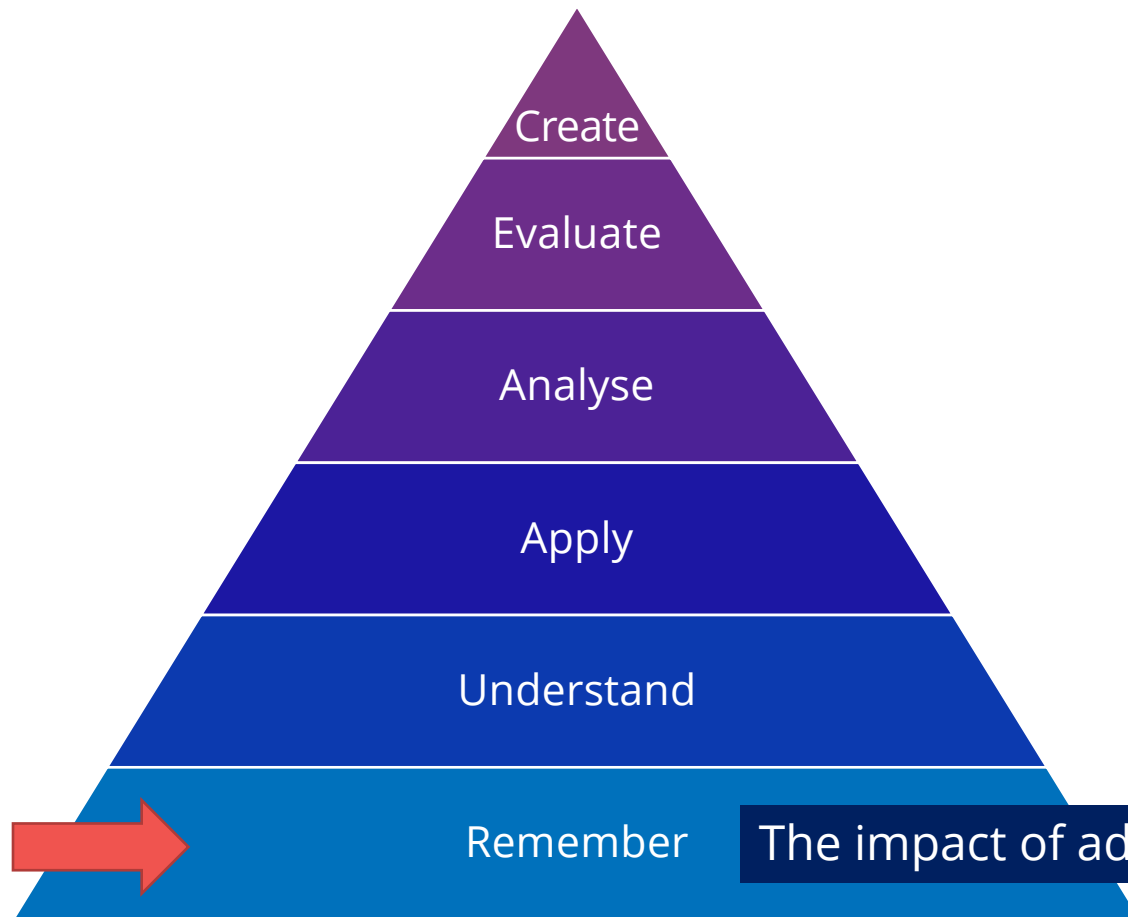 Create
Evaluate
Analyse
Apply
Understand
Remember
The impact of ad